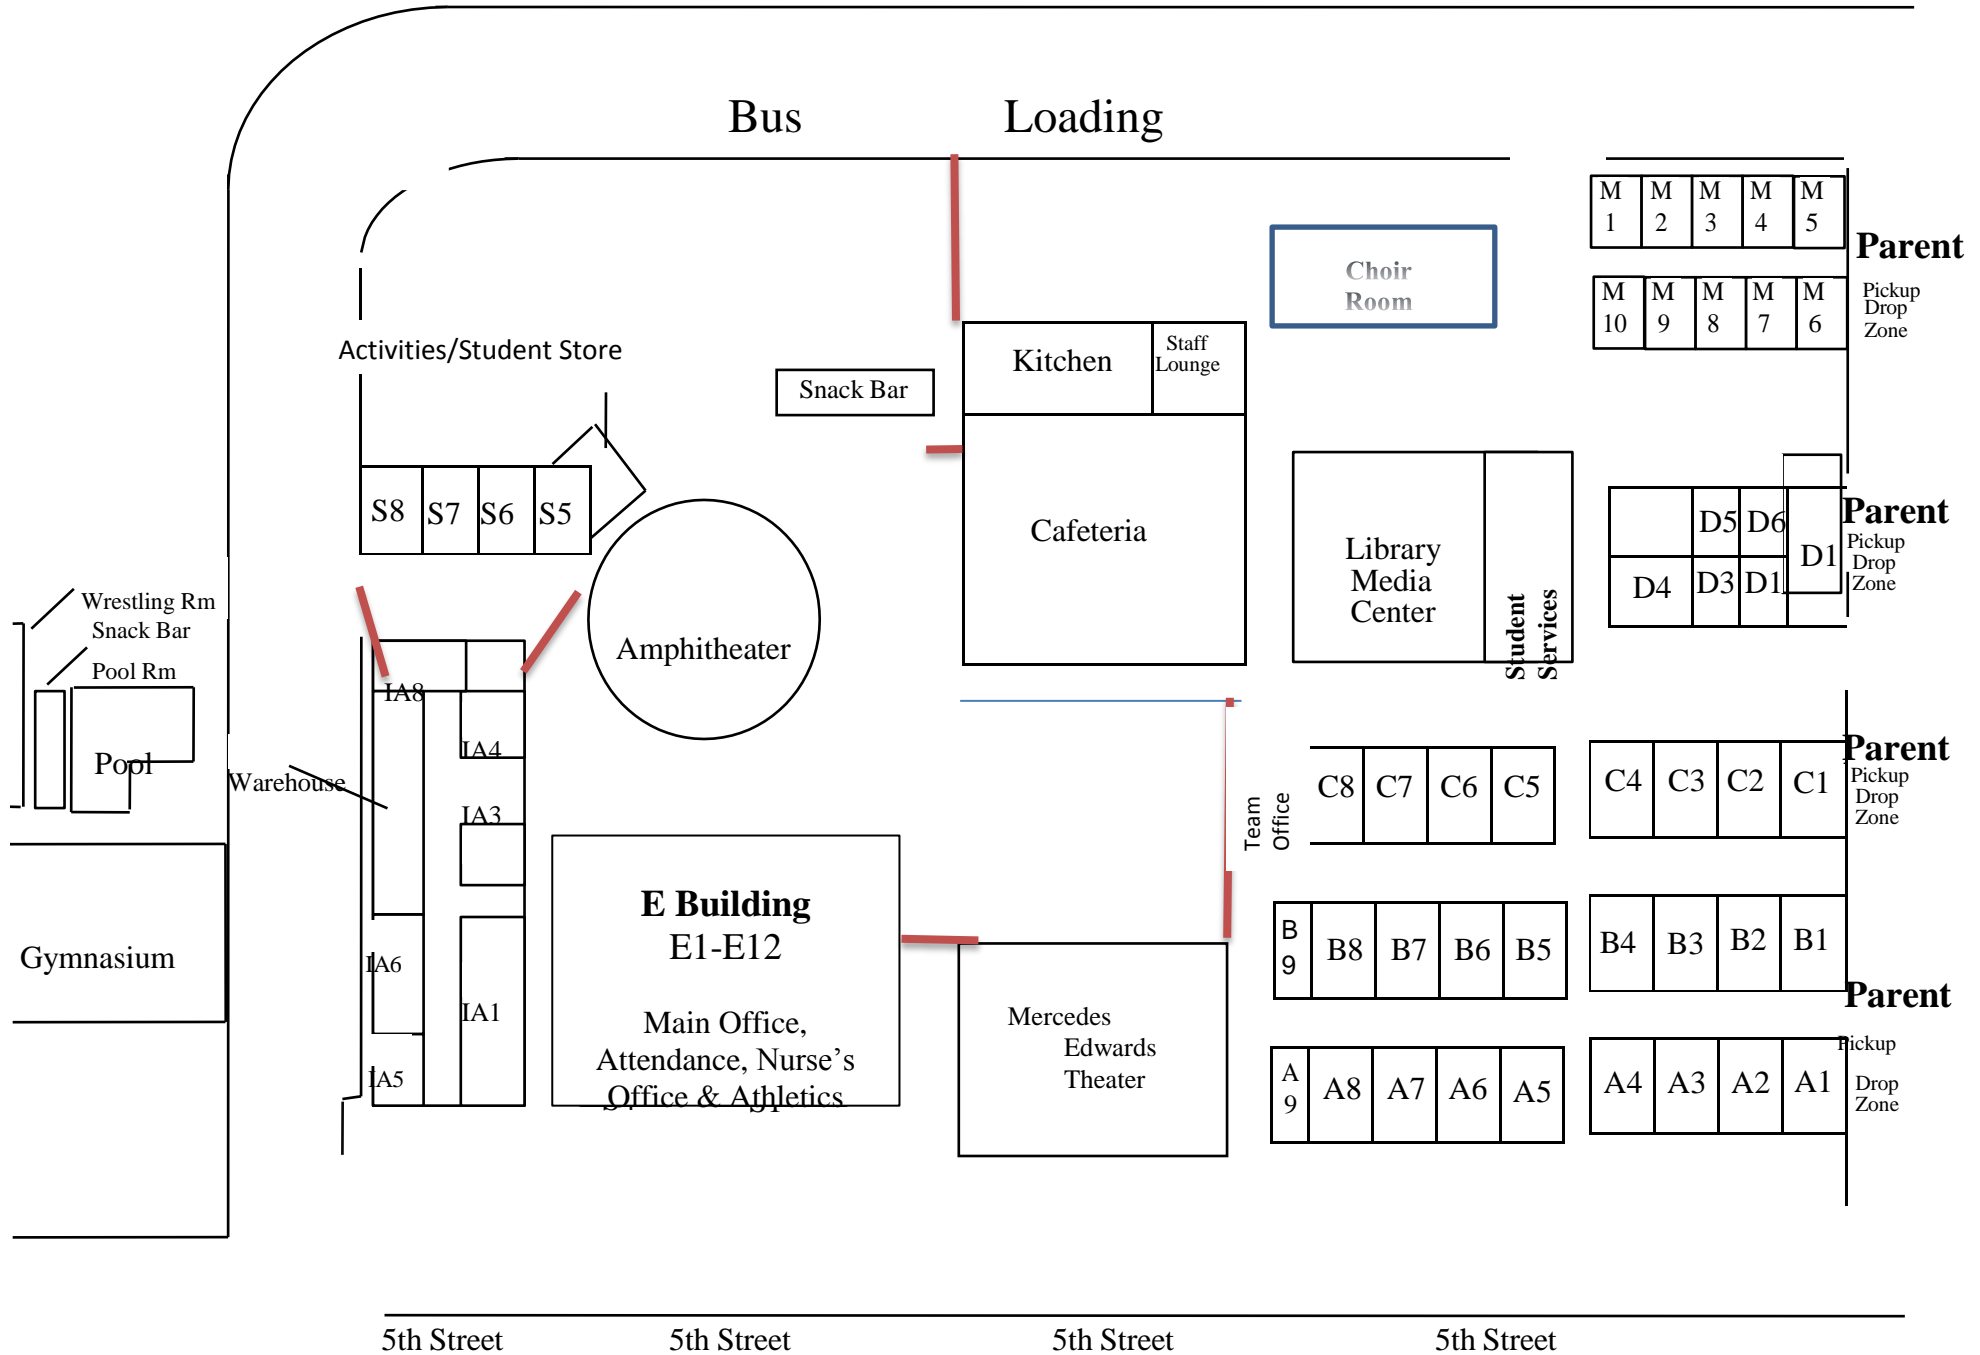 Bus Loading
M 1
M 2
M 3
M 4
M 5
Parent
Pickup
Drop
Zone
M 10
M 9
M 8
M 7
M 6
Choir
Room
Activities/Student Store
Kitchen
Staff
Lounge
Snack Bar
S8 S7 S6 S5
Cafeteria
Library
Media
Center
Student
Services
D5 D6
D4 D3 D1
D1
Parent
Pickup
Drop
Zone
Wrestling Rm
Snack Bar
Pool Rm
Pool
Amphitheater
IA8
IA4
Warehouse
IA3
Team
Office
C8 C7 C6 C5
C4 C3 C2 C1
Parent
Pickup
Drop
Zone
Gymnasium
IA6
IA1
IA5
E Building
E1-E12
Main Office,
Attendance, Nurse’s
Office & Athletics
Mercedes
Edwards
Theater
B
9
B8 B7 B6 B5
B4 B3 B2 B1
Parent
Pickup
Drop
Zone
A
9
A8 A7 A6 A5
A4 A3 A2 A1
5th Street 5th Street 5th Street 5th Street